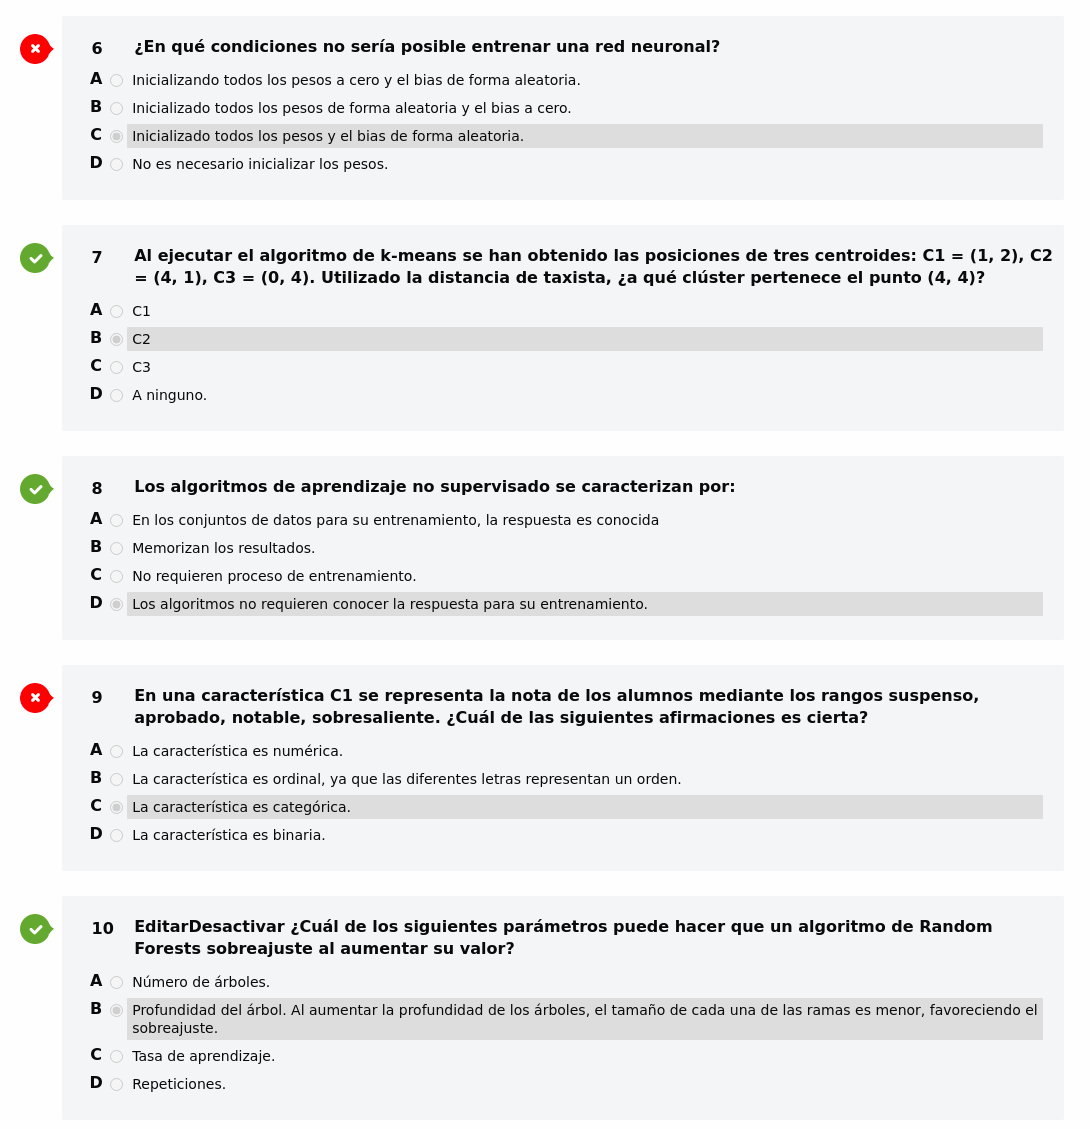 6 ¿En qué condiciones no sería posible entrenar una red neuronal?
A Inicializando todos los pesos a cero y el bias de forma aleatoria.
B Inicializado todos los pesos de forma aleatoria y el bias a cero.
C Inicializado todos los pesos y el bias de forma aleatoria.
D No es necesario inicializar los pesos.
7 Al ejecutar el algoritmo de k-means se han obtenido las posiciones de tres centroides: C1 = (1, 2), C2
= (4, 1), C3 = (0, 4). Utilizado la distancia de taxista, ¿a qué clúster pertenece el punto (4, 4)?
A C1
B C2
C C3
D A ninguno.
8 Los algoritmos de aprendizaje no supervisado se caracterizan por:
A En los conjuntos de datos para su entrenamiento, la respuesta es conocida
B Memorizan los resultados.
C No requieren proceso de entrenamiento.
D Los algoritmos no requieren conocer la respuesta para su entrenamiento.
9 En una característica C1 se representa la nota de los alumnos mediante los rangos suspenso,
aprobado, notable, sobresaliente. ¿Cuál de las siguientes afirmaciones es cierta?
A La característica es numérica.
B La característica es ordinal, ya que las diferentes letras representan un orden.
C La característica es categórica.
D La característica es binaria.
10 EditarDesactivar ¿Cuál de los siguientes parámetros puede hacer que un algoritmo de Random
Forests sobreajuste al aumentar su valor?
A Número de árboles.
B Profundidad del árbol. Al aumentar la profundidad de los árboles, el tamaño de cada una de las ramas es menor, favoreciendo el
sobreajuste.
C Tasa de aprendizaje.
D Repeticiones.